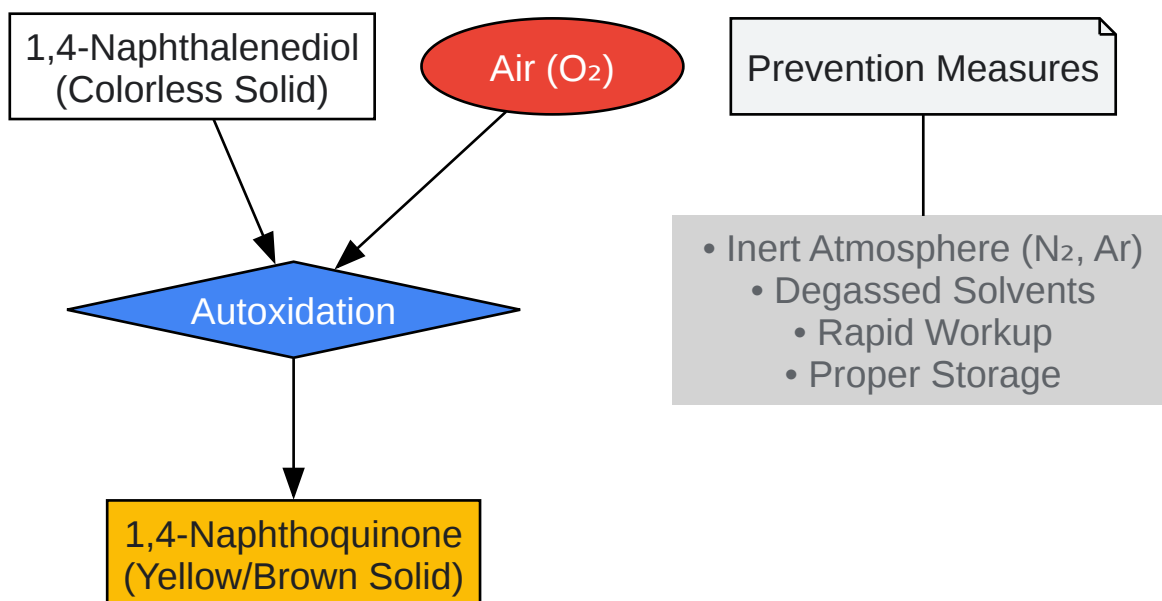 1,4-Naphthalenediol
(Colorless Solid)
Air (O₂)
Prevention Measures
• Inert Atmosphere (N₂, Ar)
• Degassed Solvents
• Rapid Workup
• Proper Storage
Autoxidation
1,4-Naphthoquinone
(Yellow/Brown Solid)